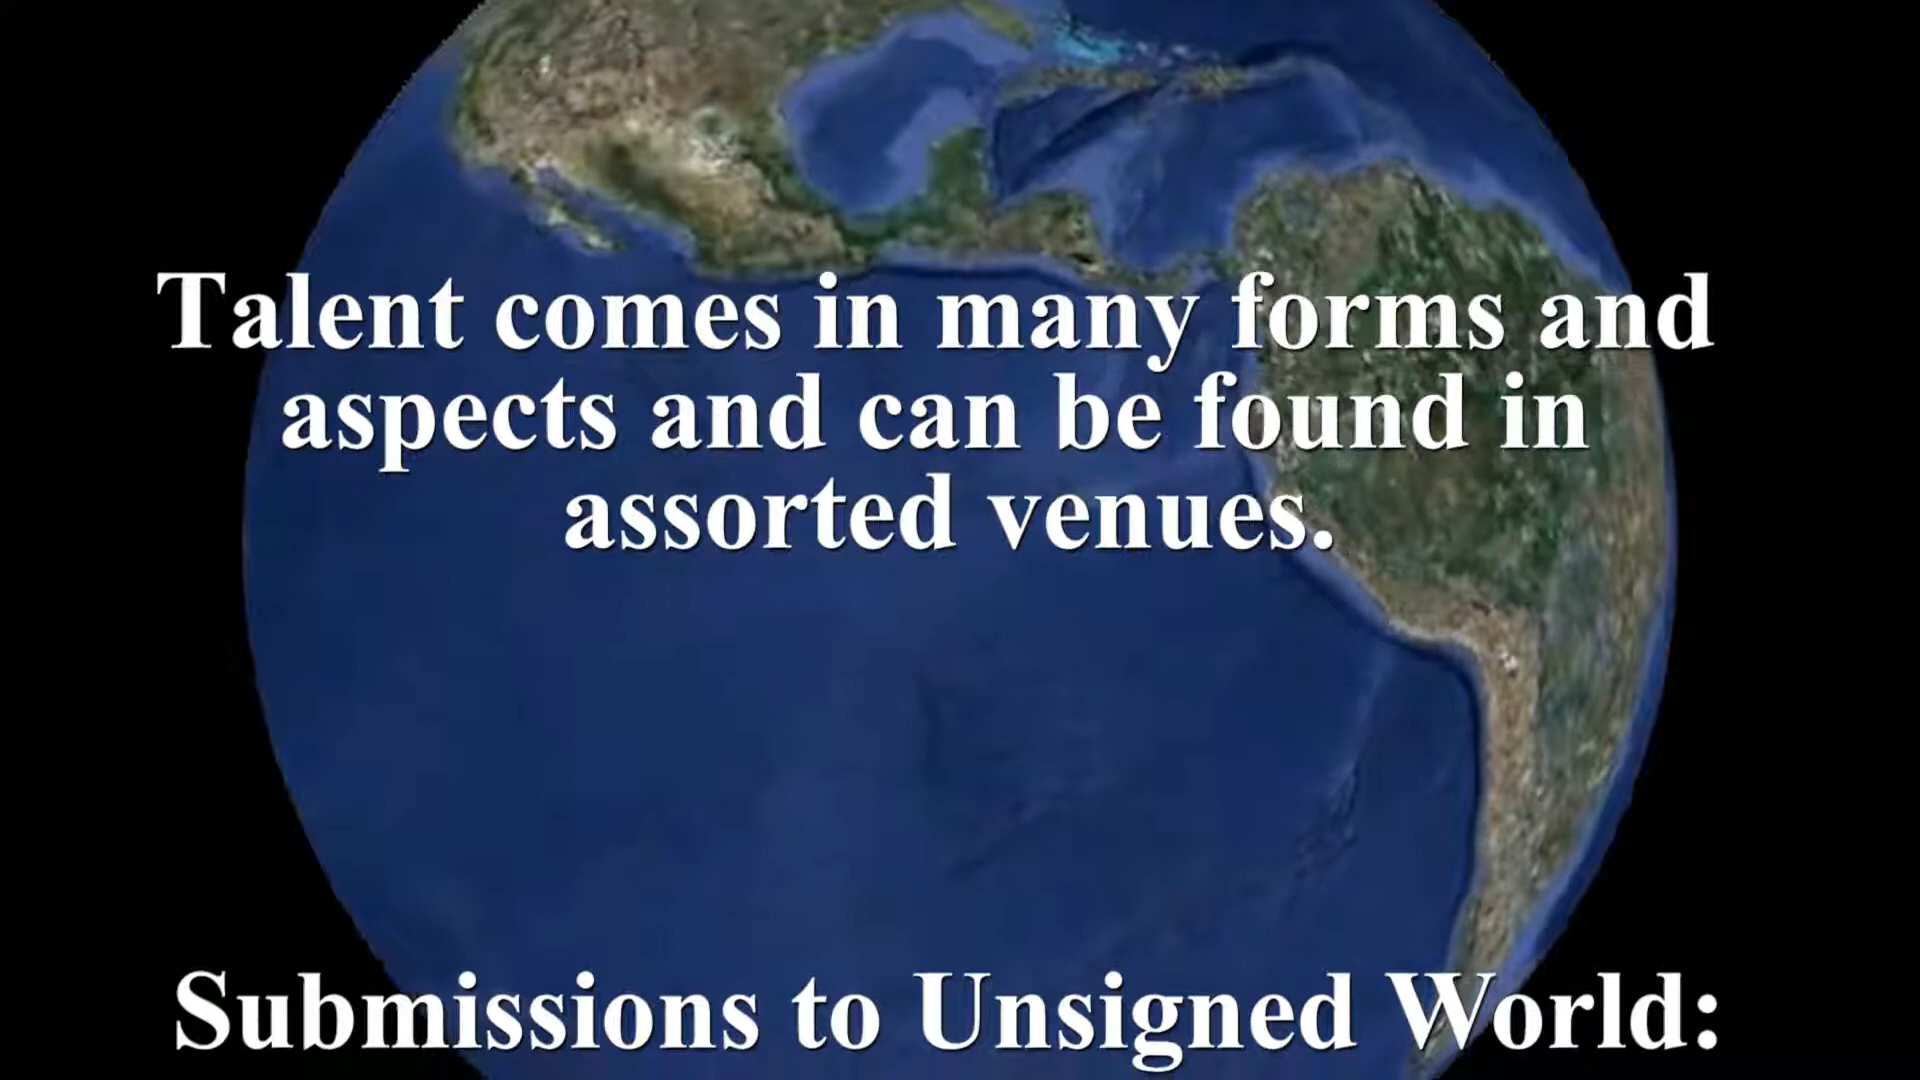 Talent comes in many forms and
aspects and can be found in
assorted venues.
Submissions to Unsigned World: